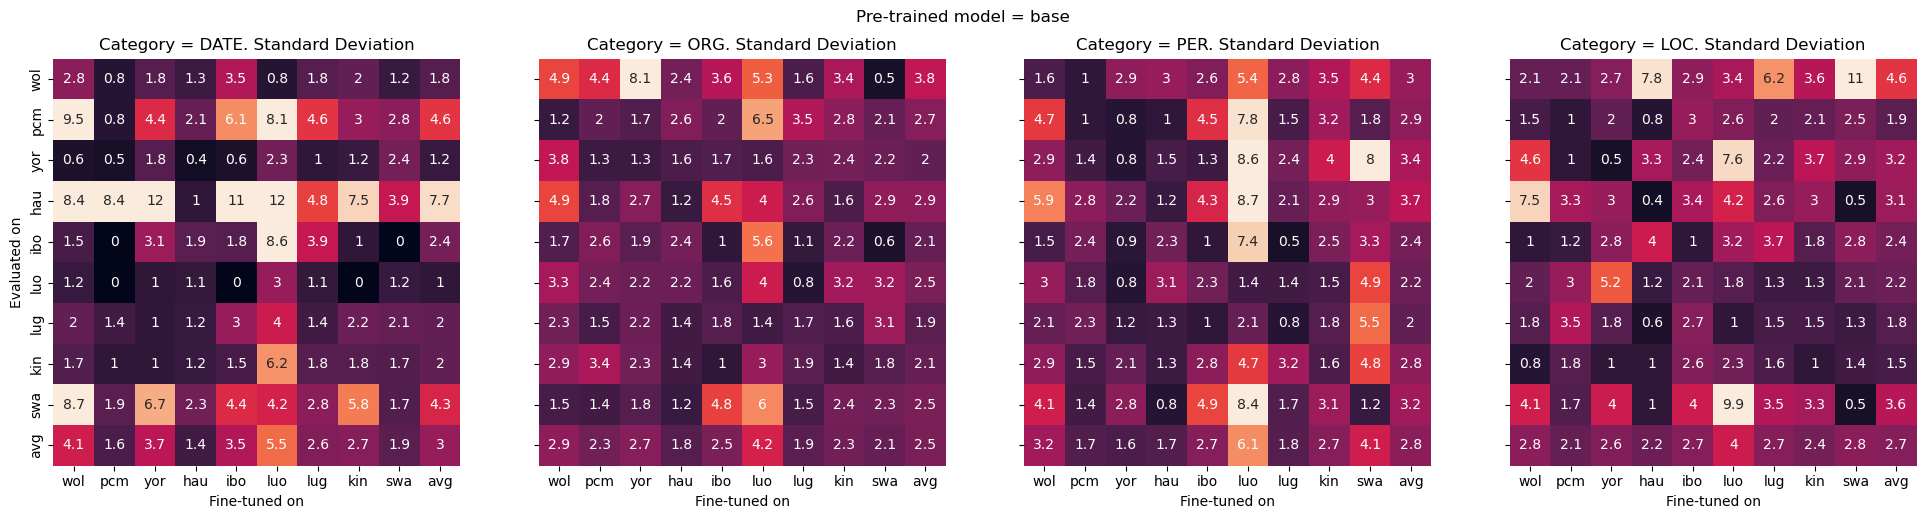 Pre-trained model = base
Category = DATE. Standard Deviation
Category = ORG. Standard Deviation
Category = PER. Standard Deviation
Category = LOC. Standard Deviation
Evaluated on
wol 2.8 0.8 1.8 1.3 3.5 0.8 1.8 2 1.2 1.8
pcm 9.5 0.8 4.4 2.1 6.1 8.1 4.6 3 2.8 4.6
yor 0.6 0.5 1.8 0.4 0.6 2.3 1 1.2 2.4 1.2
hau 8.4 8.4 12 1 11 12 4.8 7.5 3.9 7.7
ibo 1.5 0 3.1 1.9 1.8 8.6 3.9 1 0 2.4
luo 1.2 0 1 1.1 0 3 1.1 0 1.2 1
lug 2 1.4 1 1.2 3 4 1.4 2.2 2.1 2
kin 1.7 1 1 1.2 1.5 6.2 1.8 1.8 1.7 2
swa 8.7 1.9 6.7 2.3 4.4 4.2 2.8 5.8 1.7 4.3
avg 4.1 1.6 3.7 1.4 3.5 5.5 2.6 2.7 1.9 3
wol pcm yor hau ibo luo lug kin swa avg
Fine-tuned on
4.9 4.4 8.1 2.4 3.6 5.3 1.6 3.4 0.5 3.8
1.2 2 1.7 2.6 2 6.5 3.5 2.8 2.1 2.7
3.8 1.3 1.3 1.6 1.7 1.6 2.3 2.4 2.2 2
4.9 1.8 2.7 1.2 4.5 4 2.6 1.6 2.9 2.9
1.7 2.6 1.9 2.4 1 5.6 1.1 2.2 0.6 2.1
3.3 2.4 2.2 2.2 1.6 4 0.8 3.2 3.2 2.5
2.3 1.5 2.2 1.4 1.8 1.4 1.7 1.6 3.1 1.9
2.9 3.4 2.3 1.4 1 3 1.9 1.4 1.8 2.1
1.5 1.4 1.8 1.2 4.8 6 1.5 2.4 2.3 2.5
2.9 2.3 2.7 1.8 2.5 4.2 1.9 2.3 2.1 2.5
wol pcm yor hau ibo luo lug kin swa avg
Fine-tuned on
1.6 1 2.9 3 2.6 5.4 2.8 3.5 4.4 3
4.7 1 0.8 1 4.5 7.8 1.5 3.2 1.8 2.9
2.9 1.4 0.8 1.5 1.3 8.6 2.4 4 8 3.4
5.9 2.8 2.2 1.2 4.3 8.7 2.1 2.9 3 3.7
1.5 2.4 0.9 2.3 1 7.4 0.5 2.5 3.3 2.4
3 1.8 0.8 3.1 2.3 1.4 1.4 1.5 4.9 2.2
2.1 2.3 1.2 1.3 1 2.1 0.8 1.8 5.5 2
2.9 1.5 2.1 1.3 2.8 4.7 3.2 1.6 4.8 2.8
4.1 1.4 2.8 0.8 4.9 8.4 1.7 3.1 1.2 3.2
3.2 1.7 1.6 1.7 2.7 6.1 1.8 2.7 4.1 2.8
wol pcm yor hau ibo luo lug kin swa avg
Fine-tuned on
2.1 2.1 2.7 7.8 2.9 3.4 6.2 3.6 11 4.6
1.5 1 2 0.8 3 2.6 2 2.1 2.5 1.9
4.6 1 0.5 3.3 2.4 7.6 2.2 3.7 2.9 3.2
7.5 3.3 3 0.4 3.4 4.2 2.6 3 0.5 3.1
1 1.2 2.8 4 1 3.2 3.7 1.8 2.8 2.4
2 3 5.2 1.2 2.1 1.8 1.3 1.3 2.1 2.2
1.8 3.5 1.8 0.6 2.7 1 1.5 1.5 1.3 1.8
0.8 1.8 1 1 2.6 2.3 1.6 1 1.4 1.5
4.1 1.7 4 1 4 9.9 3.5 3.3 0.5 3.6
2.8 2.1 2.6 2.2 2.7 4 2.7 2.4 2.8 2.7
wol pcm yor hau ibo luo lug kin swa avg
Fine-tuned on